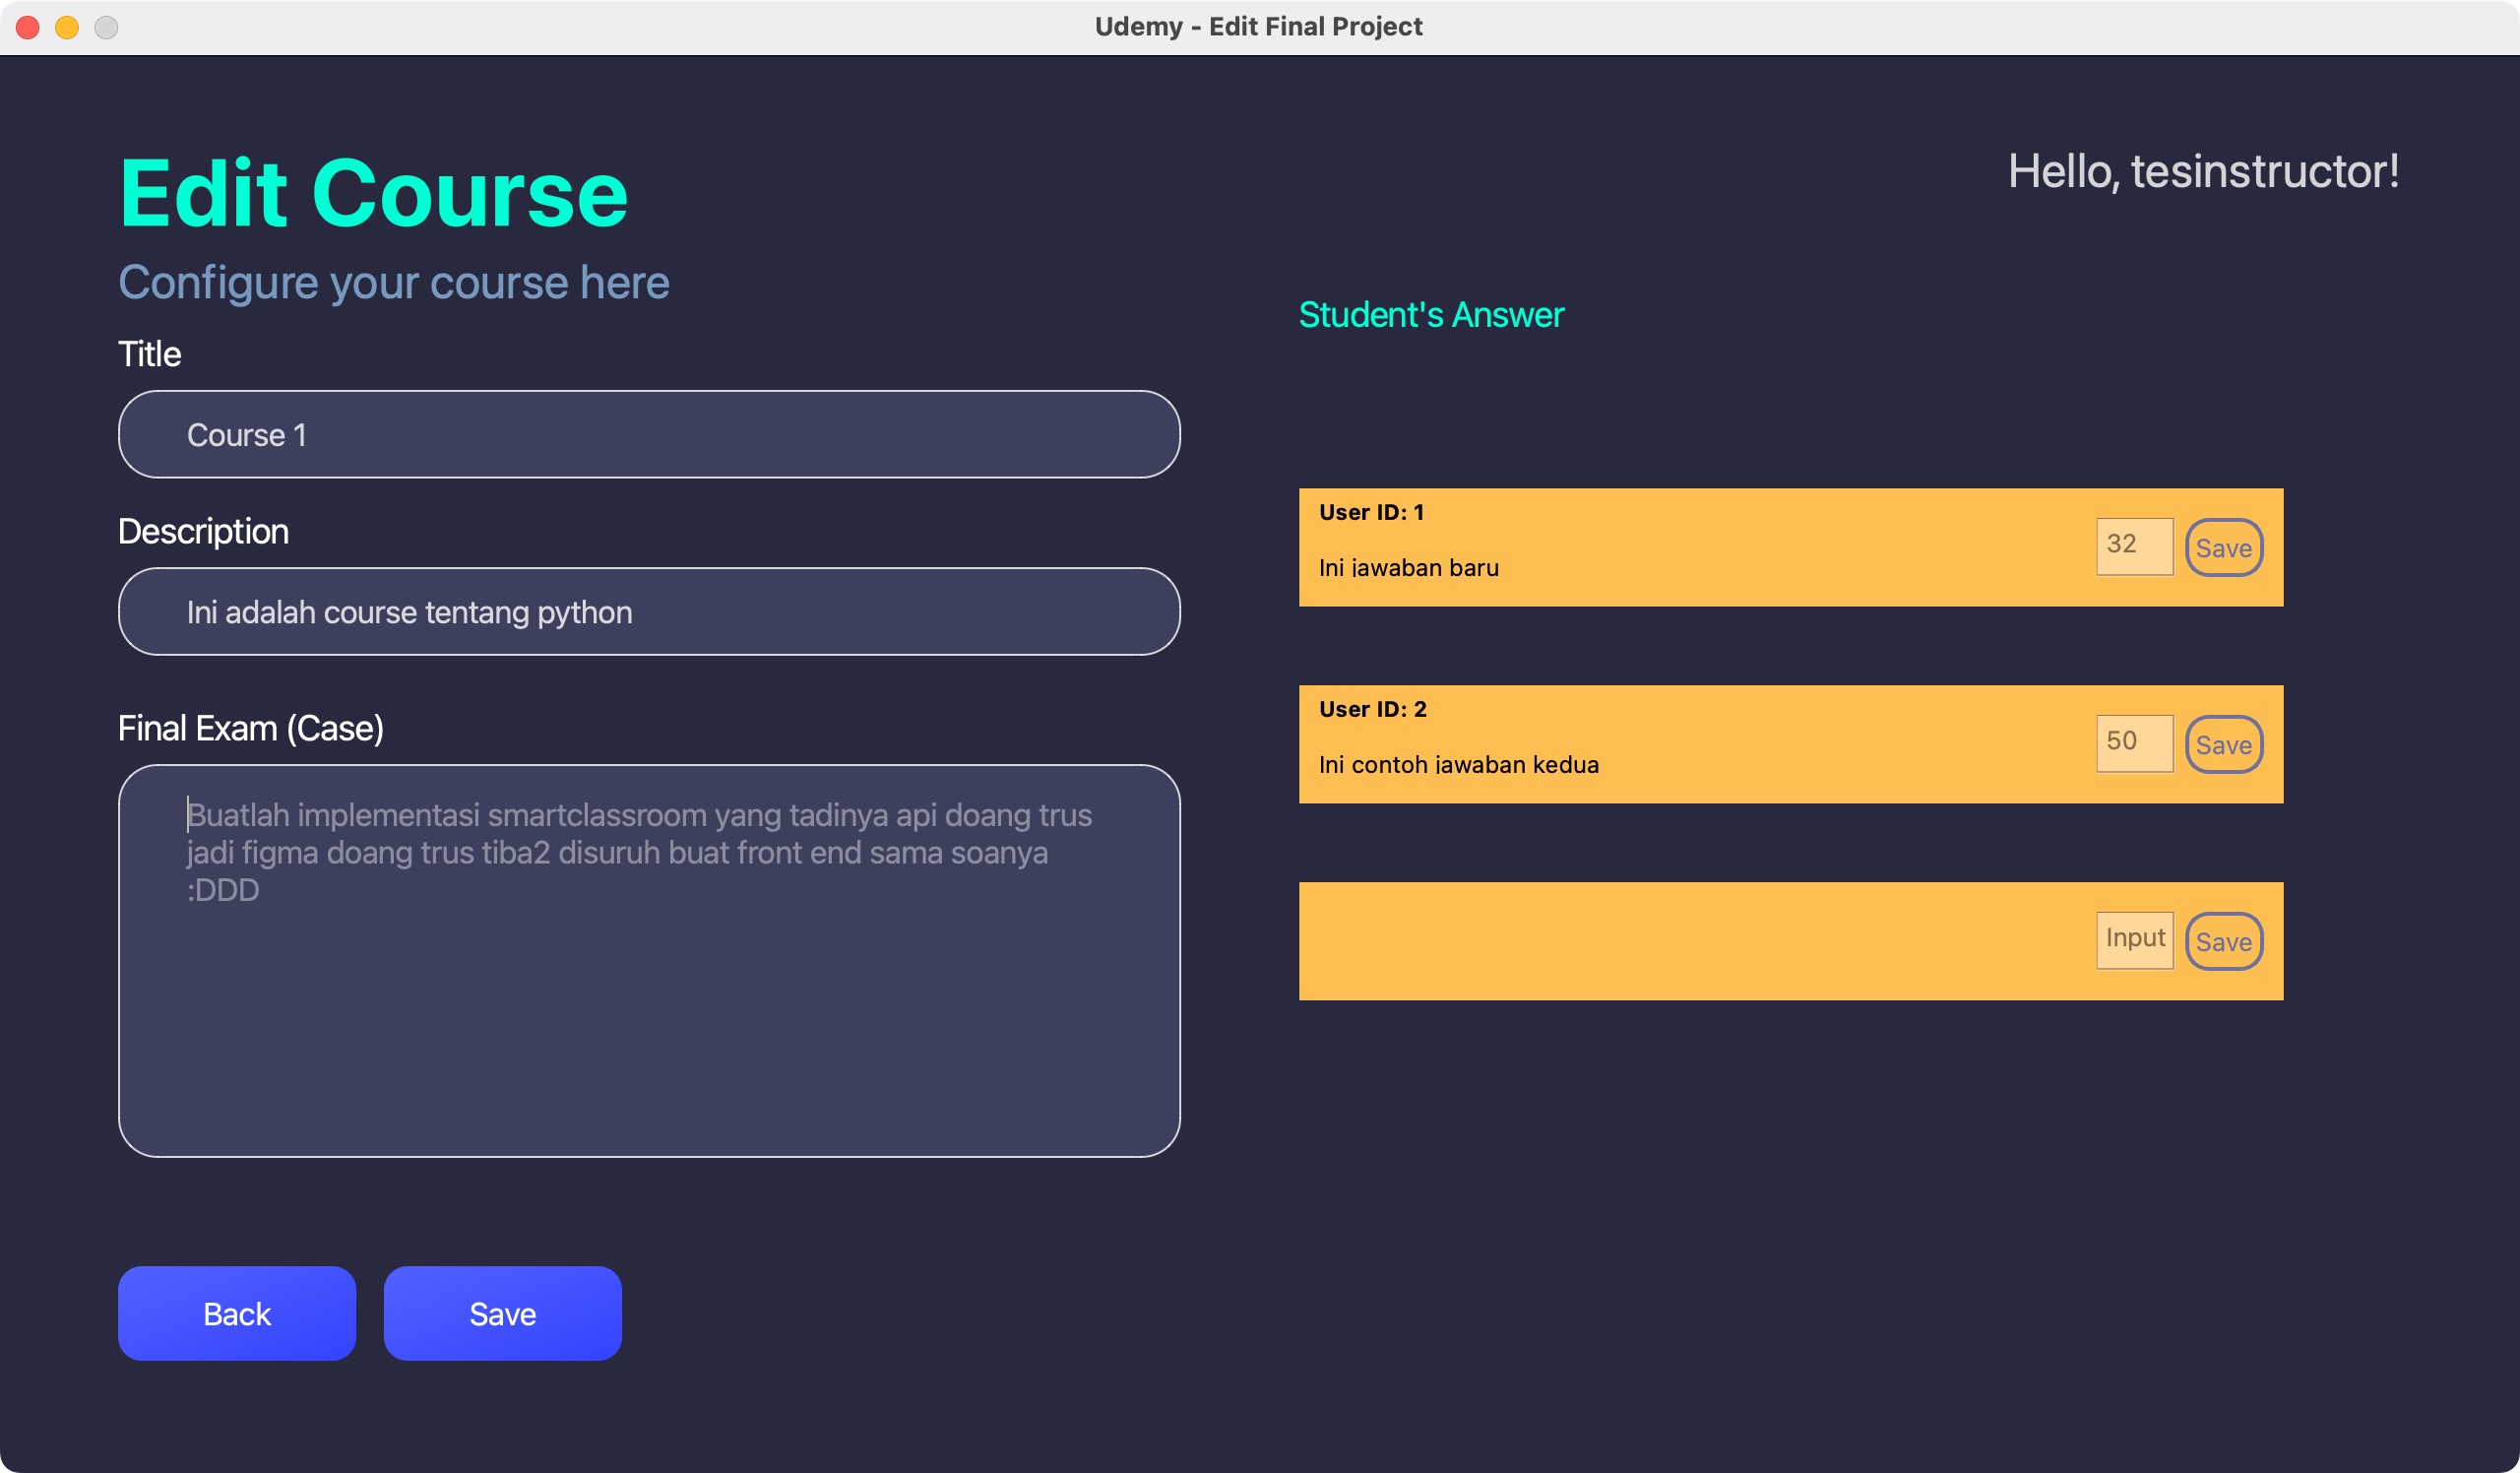 Udemy - Edit Final Project
Edit Course
Hello, tesinstructor!
Configure your course here
Title
Course 1
Description
Ini adalah course tentang python
Final Exam (Case)
Buatlah implementasi smartclassroom yang tadinya api doang trus
jadi figma doang trus tiba2 disuruh buat front end sama soanya
:DDD
Back
Save
Student's Answer
User ID: 1
Ini jawaban baru
32
Save
User ID: 2
Ini contoh jawaban kedua
50
Save
Input
Save